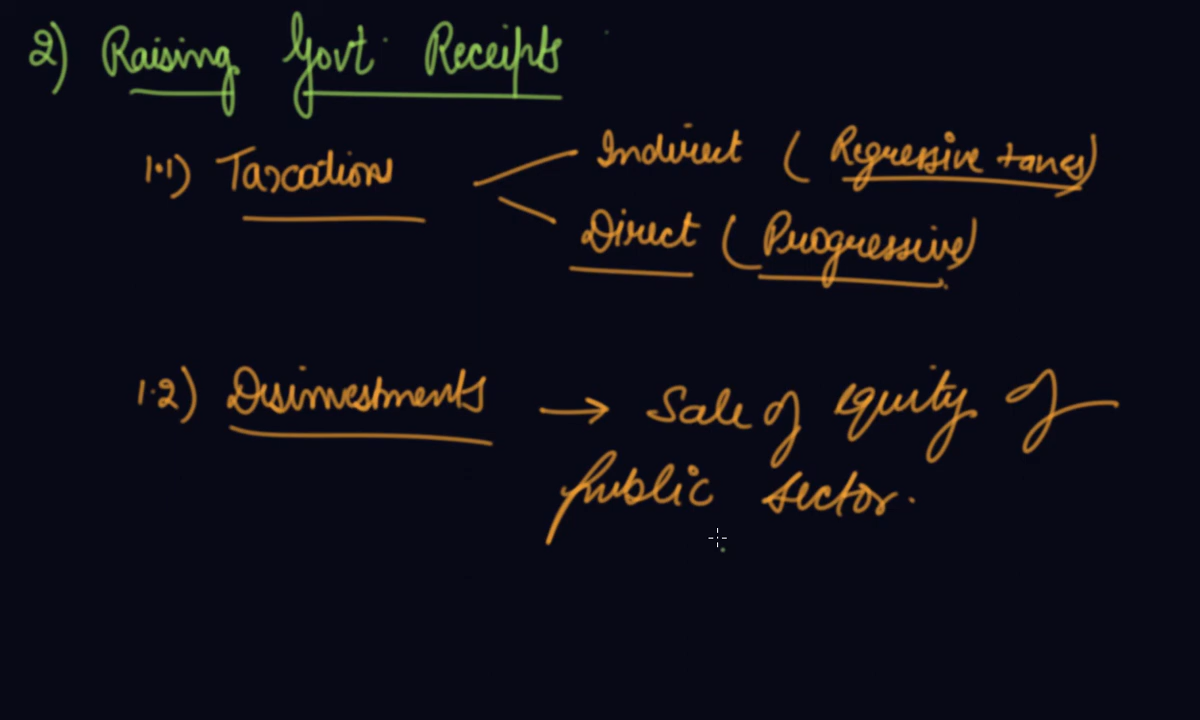 2) Raising Govt. Receipts
1.1) Taxation
Indirect (Regressive taxes)
Direct (Progressive)
1.2) Disinvestments → Sale of equity of
public sector.